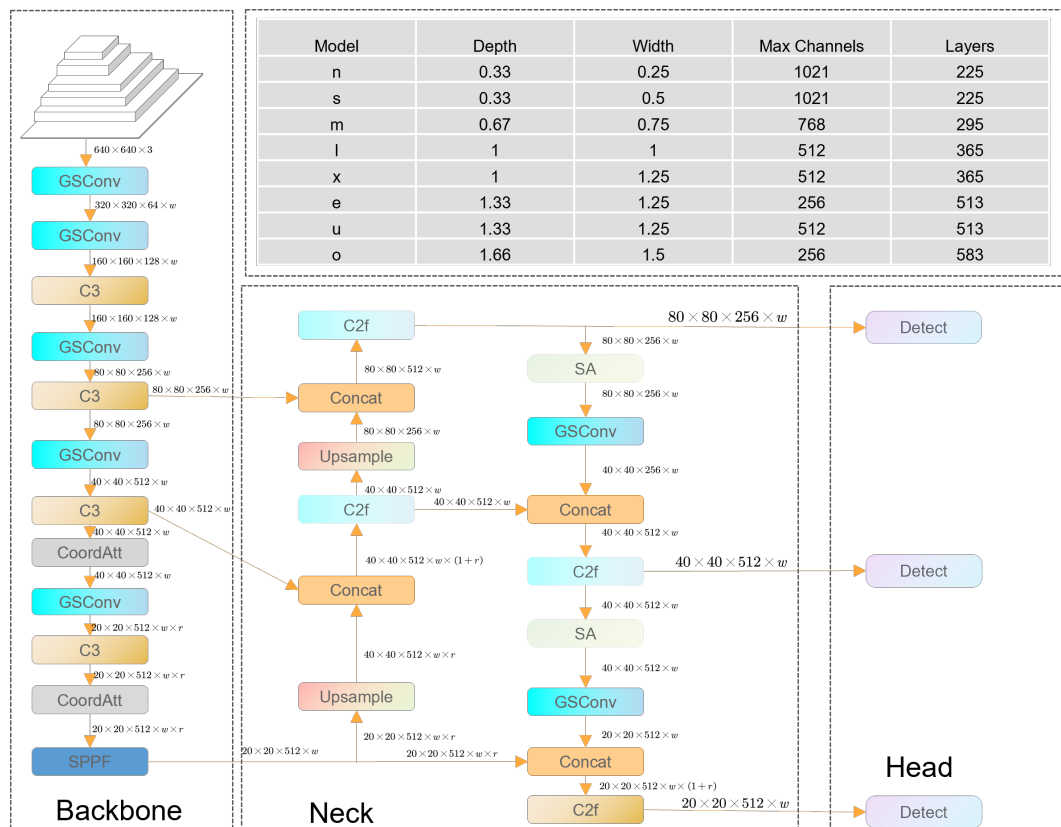 Model Depth Width Max Channels Layers
n 0.33 0.25 1021 225
s 0.33 0.5 1021 225
m 0.67 0.75 768 295
l 1 1 512 365
x 1 1.25 512 365
e 1.33 1.25 256 513
u 1.33 1.25 512 513
o 1.66 1.5 256 583
640×640×3
GSConv
320×320×64×w
GSConv
160×160×128×w
C3
160×160×128×w
GSConv
80×80×256×w
C3
80×80×256×w
80×80×256×w
GSConv
40×40×512×w
C3
40×40×512×w
40×40×512×w
CoordAtt
40×40×512×w
GSConv
20×20×512×w×r
C3
20×20×512×w×r
CoordAtt
20×20×512×w×r
SPPF
Backbone
C2f
80×80×512×w
Concat
80×80×256×w
Upsample
40×40×512×w
C2f
40×40×512×w
40×40×512×w×(1+r)
Concat
40×40×512×w×r
Upsample
20×20×512×w×r
20×20×512×w
20×20×512×w×r
80×80×256×w
80×80×256×w
SA
80×80×256×w
GSConv
40×40×256×w
Concat
40×40×512×w
C2f
40×40×512×w
40×40×512×w
SA
40×40×512×w
GSConv
20×20×512×w
Concat
20×20×512×w×(1+r)
C2f
20×20×512×w
Neck
Detect
Detect
Head
Detect